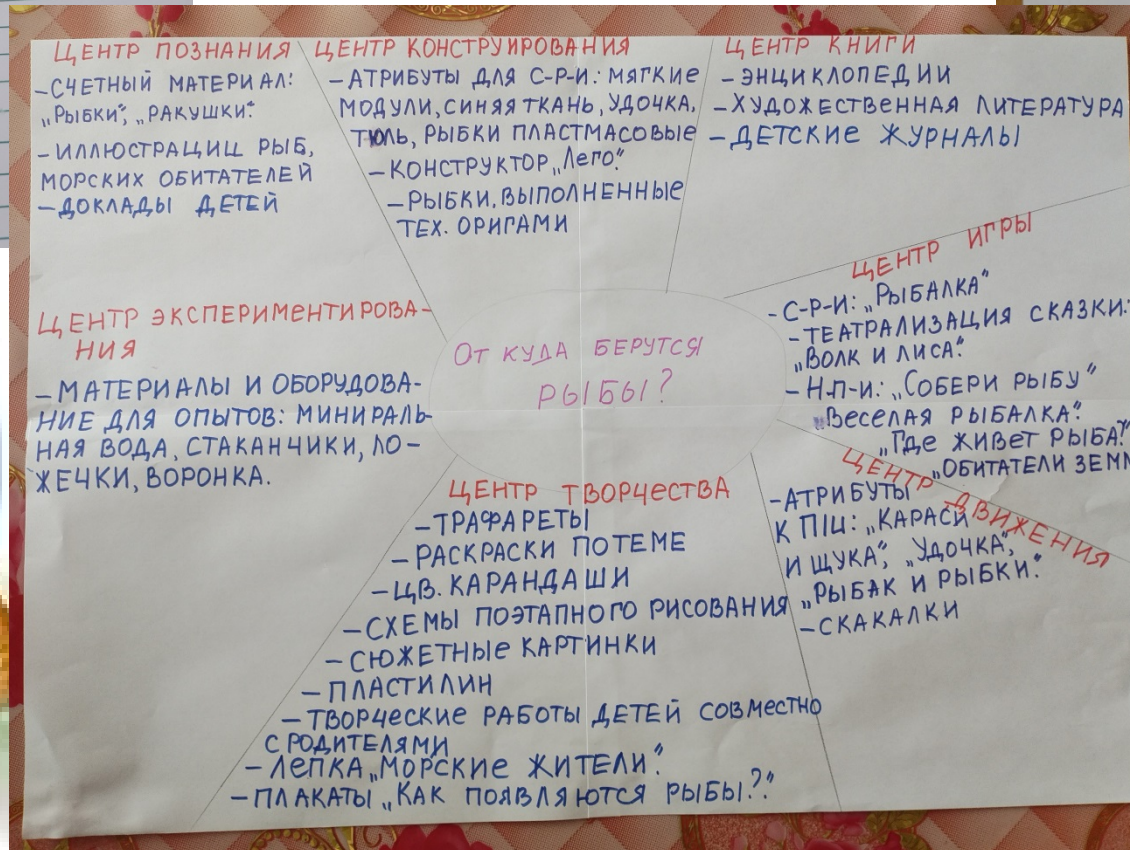 ЦЕНТР ПОЗНАНИЯ
-СЧЕТНЫЙ МАТЕРИАЛ:
„РЫБКИ“, „РАКУШКИ“.
-ИЛЛЮСТРАЦИЦ РЫБ,
МОРСКИХ ОБИТАТЕЛЕЙ
-ДОКЛАДЫ ДЕТЕЙ
ЦЕНТР КОНСТРУИРОВАНИЯ
-АТРИБУТЫ ДЛЯ С-Р-И: МЯГКИЕ
МОДУЛИ, СИНЯЯ ТКАНЬ, УДОЧКА,
ТЮЛЬ, РЫБКИ ПЛАСТМАСОВЫЕ
-КОНСТРУКТОР „ЛЕГО“.
-РЫБКИ, ВЫПОЛНЕННЫЕ
ТЕХ. ОРИГАМИ
ЦЕНТР КНИГИ
-ЭНЦИКЛОПЕДИИ
-ХУДОЖЕСТВЕННАЯ ЛИТЕРАТУРА
-ДЕТСКИЕ ЖУРНАЛЫ
ЦЕНТР ИГРЫ
-С-Р-И: „РЫБАЛКА“
-ТЕАТРАЛИЗАЦИЯ СКАЗКИ:
„ВОЛК И ЛИСА“.
-Н.П-И: „СОБЕРИ РЫБУ“
„ВЕСЕЛАЯ РЫБАЛКА“.
„ГДЕ ЖИВЕТ РЫБА?“
„ОБИТАТЕЛИ ЗЕМЛ
ЦЕНТР ЭКСПЕРИМЕНТИРОВА-
НИЯ
-МАТЕРИАЛЫ И ОБОРУДОВА-
НИЕ ДЛЯ ОПЫТОВ: МИНИРАЛЬ-
НАЯ ВОДА, СТАКАНЧИКИ, ЛО-
ЖЕЧКИ, ВОРОНКА.
ОТ КУДА БЕРУТСЯ
РЫБЫ?
ЦЕНТР ТВОРЧЕСТВА
-ТРАФАРЕТЫ
-РАСКРАСКИ ПОТЕМЕ
-ЦВ. КАРАНДАШИ
-СХЕМЫ ПОЭТАПНОГО РИСОВАНИЯ
-СЮЖЕТНЫЕ КАРТИНКИ
-ПЛАСТИЛИН
-ТВОРЧЕСКИЕ РАБОТЫ ДЕТЕЙ СОВМЕСТНО
С РОДИТЕЛЯМИ
-ЛЕПКА „МОРСКИЕ ЖИТЕЛИ“.
-ПЛАКАТЫ „КАК ПОЯВЛЯЮТСЯ РЫБЫ?“.
ЦЕНТР ДВИЖЕНИЯ
-АТРИБУТЫ
К П\И: „КАРАСИ
И ЩУКА“, „УДОЧКА“,
„РЫБАК И РЫБКИ“.
-СКАКАЛКИ